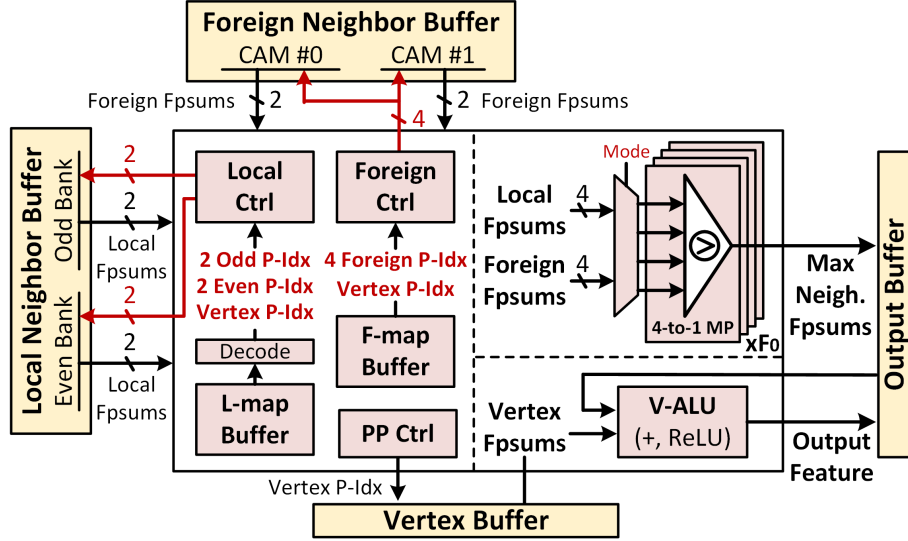 Foreign Neighbor Buffer
CAM #0
CAM #1
Foreign Fpsums
2
2
Foreign Fpsums
4
Local Neighbor Buffer
Odd Bank
Even Bank
2
2
Local
Fpsums
2
2
Local
Fpsums
Local
Ctrl
Foreign
Ctrl
2 Odd P-Idx
2 Even P-Idx
Vertex P-Idx
4 Foreign P-Idx
Vertex P-Idx
Decode
L-map
Buffer
F-map
Buffer
PP Ctrl
Vertex P-Idx
Vertex Buffer
Mode
Local
Fpsums
4
Foreign
Fpsums
4
>
4-to-1 MP
xF0
Max
Neigh.
Fpsums
Vertex
Fpsums
V-ALU
(+, ReLU)
Output
Feature
Output Buffer